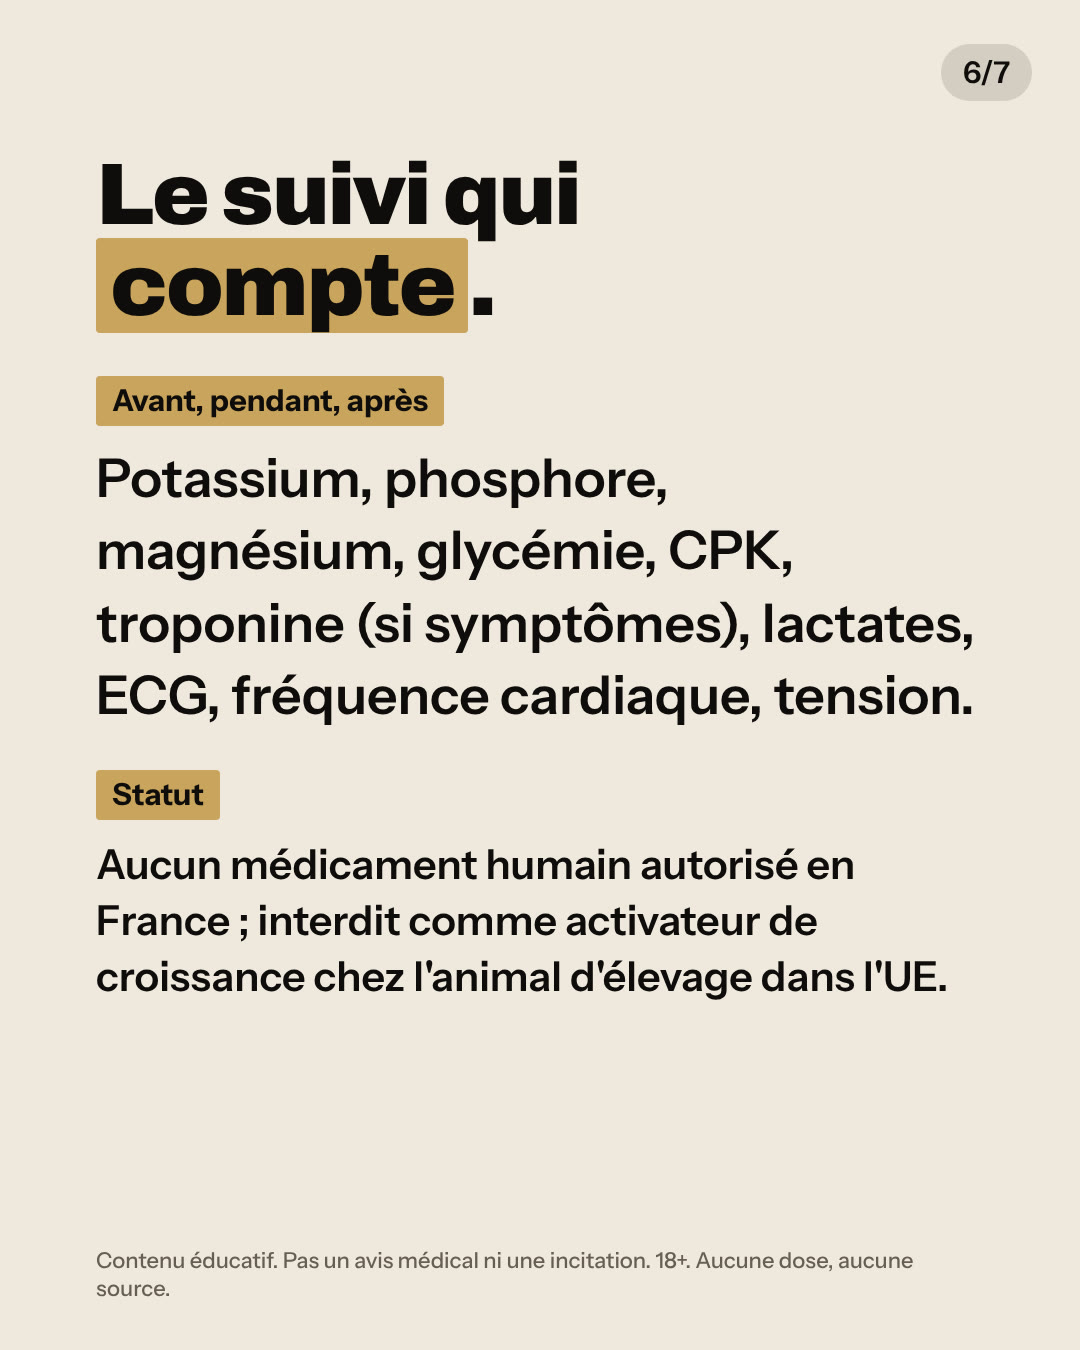 6/7
Le suivi qui
compte.
Avant, pendant, après
Potassium, phosphore,
magnésium, glycémie, CPK,
troponine (si symptômes), lactates,
ECG, fréquence cardiaque, tension.
Statut
Aucun médicament humain autorisé en
France ; interdit comme activateur de
croissance chez l'animal d'élevage dans l'UE.
Contenu éducatif. Pas un avis médical ni une incitation. 18+. Aucune dose, aucune
source.